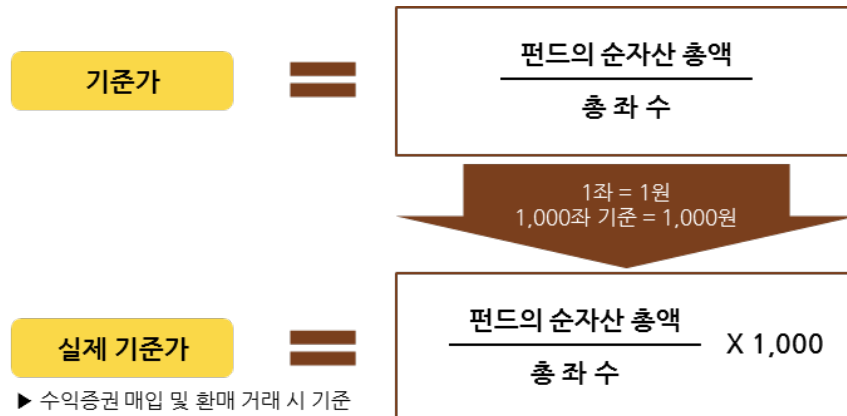 기준가
펀드의 순자산 총액
총 좌 수
1좌 = 1원
1,000좌 기준 = 1,000원
실제 기준가
펀드의 순자산 총액
X 1,000
총 좌 수
▶ 수익증권 매입 및 환매 거래 시 기준